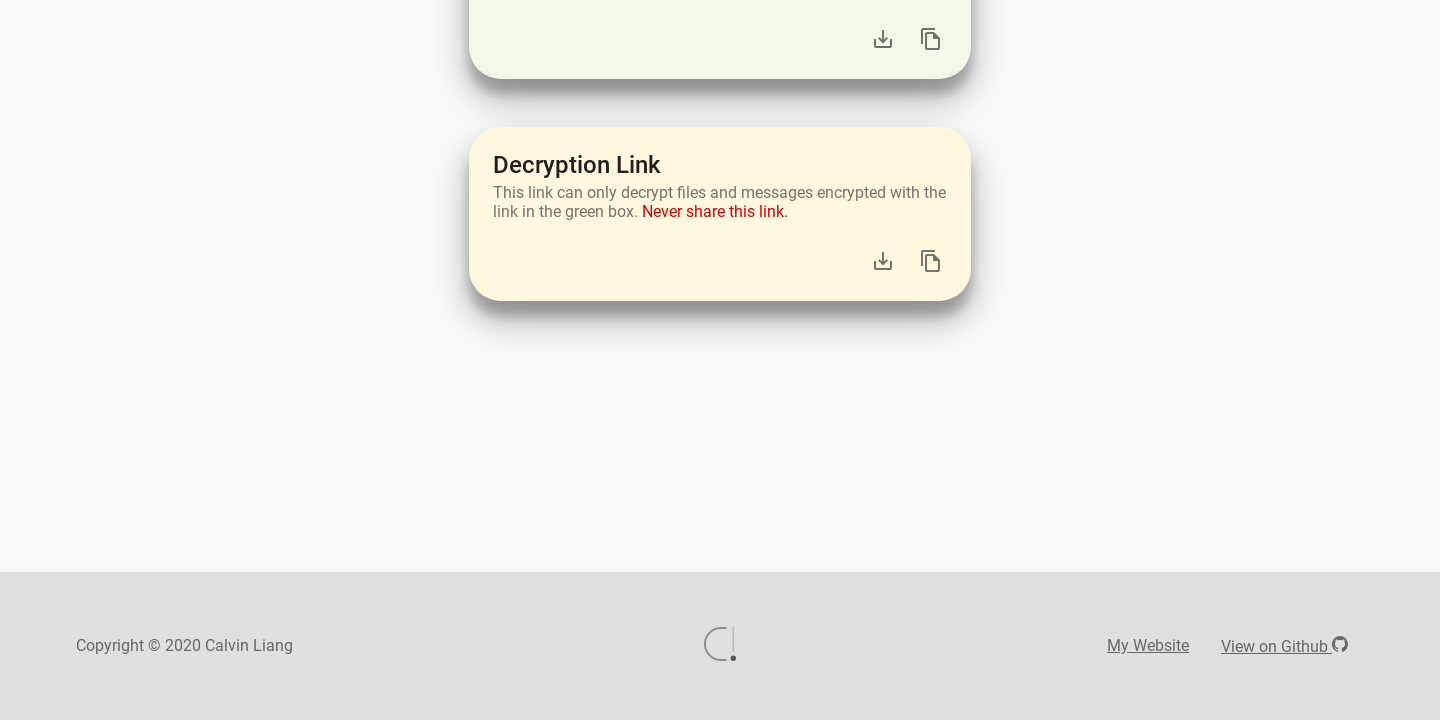 Decryption Link
This link can only decrypt files and messages encrypted with the
link in the green box. Never share this link.
Copyright © 2020 Calvin Liang
My Website
View on Github